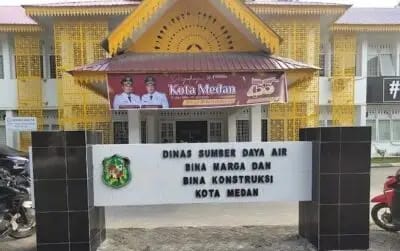 Kota Medan
#
DINAS SUMBER DAYA AIR
BINA MARGA DAN
BINA KONSTRUKSI
KOTA MEDAN